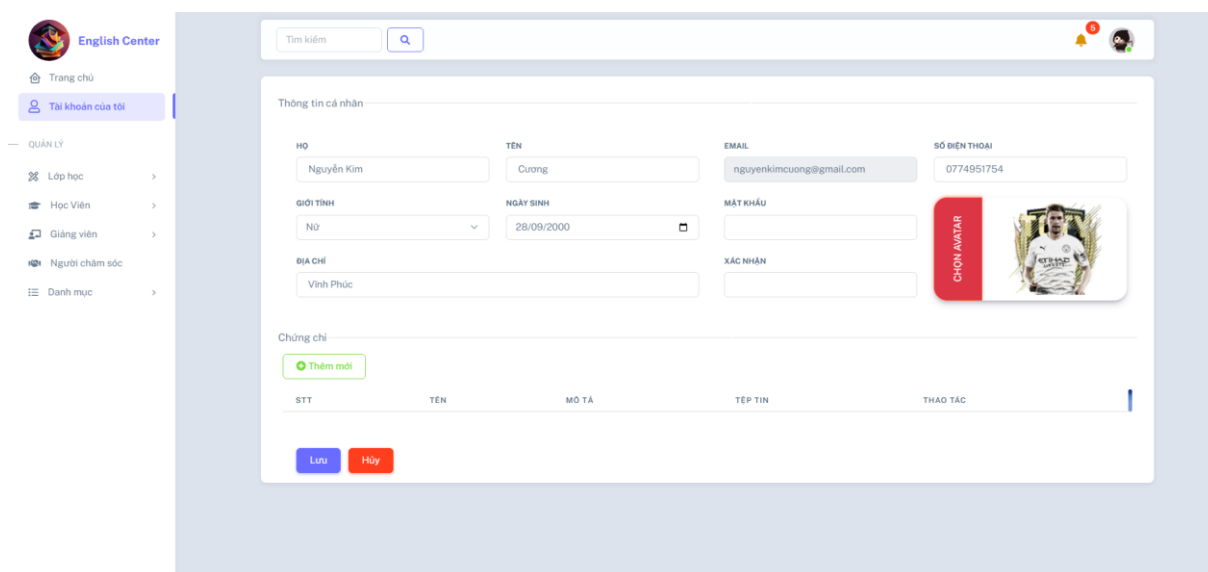 English Center
Tìm kiếm
5
Trang chủ
Tài khoản của tôi
QUẢN LÝ
Lớp học
Học Viên
Giảng viên
Người chăm sóc
Danh mục
Thông tin cá nhân
HỌ
TÊN
EMAIL
SỐ ĐIỆN THOẠI
Nguyễn Kim
Cương
nguyenkimcuong@gmail.com
0774951754
GIỚI TÍNH
NGÀY SINH
MẬT KHẨU
Nữ
28/09/2000
CHỌN AVATAR
ETIHAD
AIRWAYS
ĐỊA CHỈ
XÁC NHẬN
Vĩnh Phúc
Chứng chỉ
Thêm mới
STT
TÊN
MÔ TẢ
TỆP TIN
THAO TÁC
Lưu
Hủy